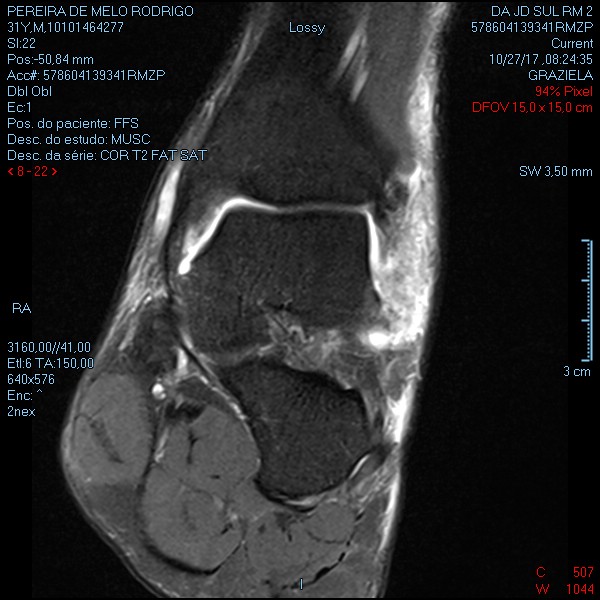 PEREIRA DE MELO RODRIGO
31Y,M,10101464277
Sl:22
Pos:-50,84 mm
Acc#: 578604139341RMZP
Dbl Obl
Ec:1
Pos. do paciente: FFS
Desc. do estudo: MUSC
Desc. da série: COR T2 FAT SAT
< 8 - 22 >
Lossy
DA JD SUL RM 2
578604139341RMZP
Current
10/27/17 ,08:24:35
GRAZIELA
94% Pixel
DFOV 15,0 x 15,0 cm
SW 3,50 mm
RA
3160,00//41,00
Etl:6 TA:150,00
640x576
Enc: ^
2nex
3 cm
I
C 507
W 1044